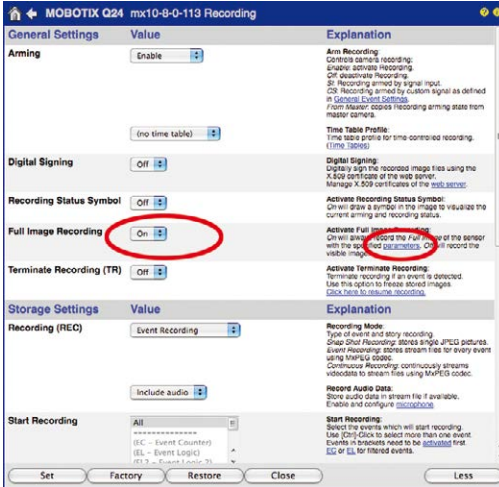 MOBOTIX Q24 mx10-8-0-113 Recording
General Settings Value Explanation
Arming Enable Arm Recording:
Controls camera recording:
Enable: activate Recording.
Off: deactivate Recording.
SI: Recording armed by signal input.
CS: Recording armed by custom signal as defined
in General Event Settings.
From Master: copies Recording arming state from
master camera.
(no time table) Time Table Profile:
Time table profile for time-controlled recording.
(Time Tables)
Digital Signing Off Digital Signing:
Digitally sign the recorded image files using the
X.509 certificate of the web server.
Manage X.509 certificates of the web server.
Recording Status Symbol Off Activate Recording Status Symbol:
On will draw a symbol in the image to visualize the
current arming and recording status.
Full Image Recording On Activate Full Image Recording:
On will always record the Full Image of the sensor
with the specified parameters. Off will record the
visible image.
Terminate Recording (TR) Off Activate Terminate Recording:
Terminate recording if an event is detected.
Use this option to freeze stored images.
Click here to resume recording.
Storage Settings Value Explanation
Recording (REC) Event Recording Recording Mode:
Type of event and story recording.
Snap Shot Recording: stores single JPEG pictures.
Event Recording: stores stream files for every event
using MxPEG codec.
Continuous Recording: continuously streams
videodata to stream files using MxPEG codec.
Include audio Record Audio Data:
Store audio data in stream file if available.
Enable and configure microphone
Start Recording All Start Recording:
Select the events which will start recording.
==============
Use [Ctrl]-Click to select more than one event.
(EC - Event Counter) Events in brackets need to be activated first.
(EL - Event Logic) EC or EL for filtered events.
(EL2 - Event Logic 2)
Set Factory Restore Close Less